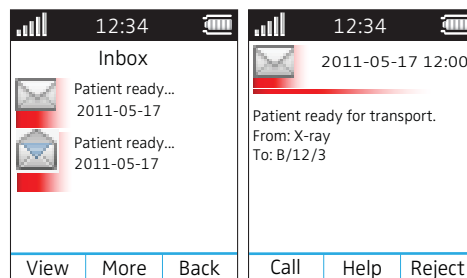 12:34
Inbox
Patient ready...
2011-05-17
Patient ready...
2011-05-17
View More Back
12:34
2011-05-17 12:00
Patient ready for transport.
From: X-ray
To: B/12/3
Call Help Reject